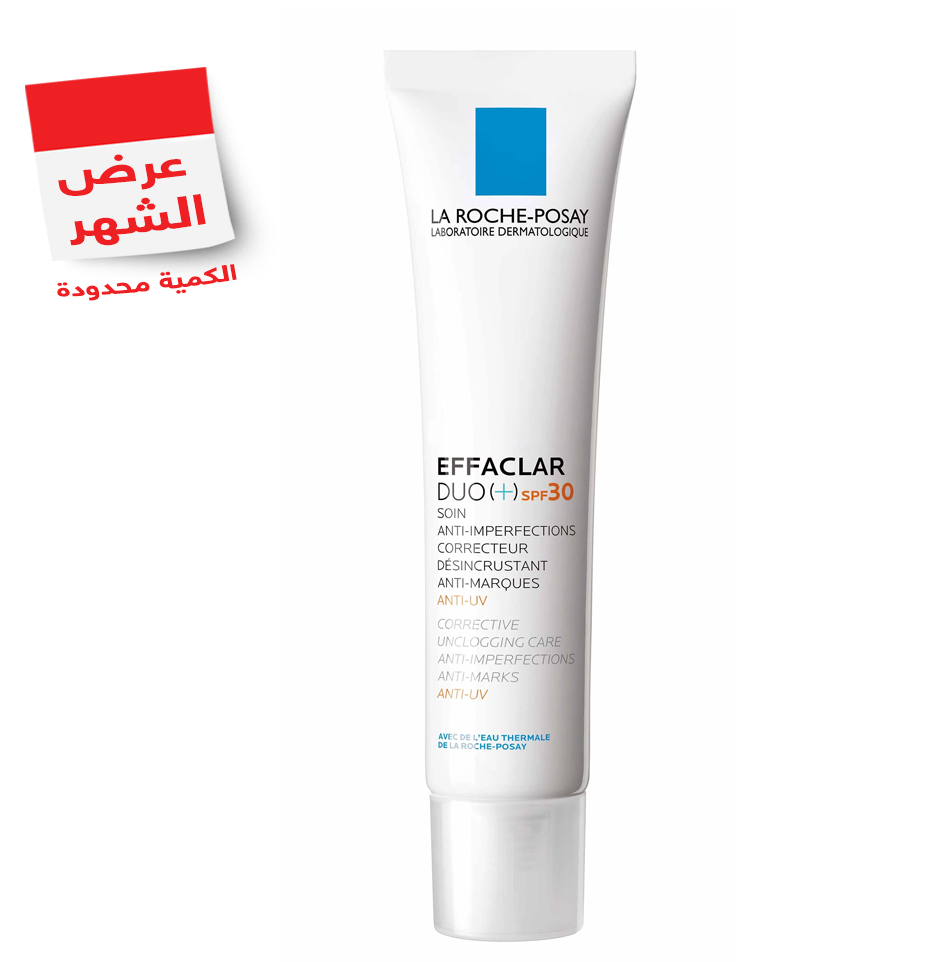 عرض
الشهر
الكمية محدودة
LA ROCHE-POSAY
LABORATOIRE DERMATOLOGIQUE
EFFACLAR
DUO(+) SPF30
SOIN
ANTI-IMPERFECTIONS
CORRECTEUR
DÉSINCRUSTANT
ANTI-MARQUES
ANTI-UV
CORRECTIVE
UNCLOGGING CARE
ANTI-IMPERFECTIONS
ANTI-MARKS
ANTI-UV
AVEC DE L'EAU THERMALE
DE LA ROCHE-POSAY